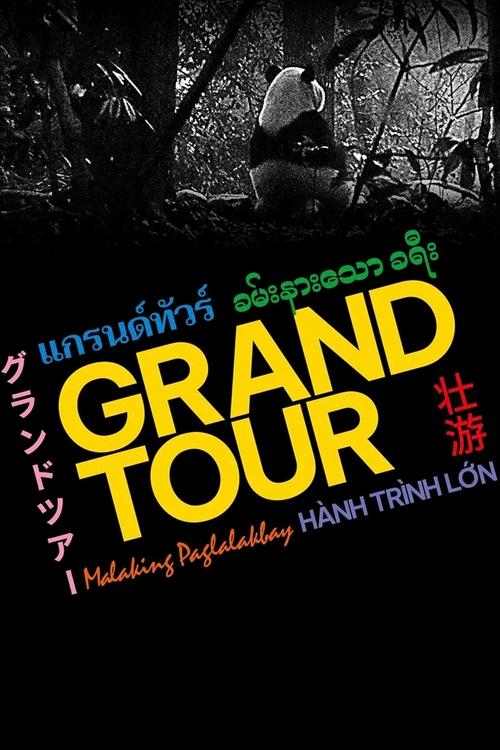 แกรนด์ทัวร์
ခမ်းနားသော ခရီး
GRAND
TOUR
グランドツアー
壮游
Malaking Paglalakbay
HÀNH TRÌNH LỚN